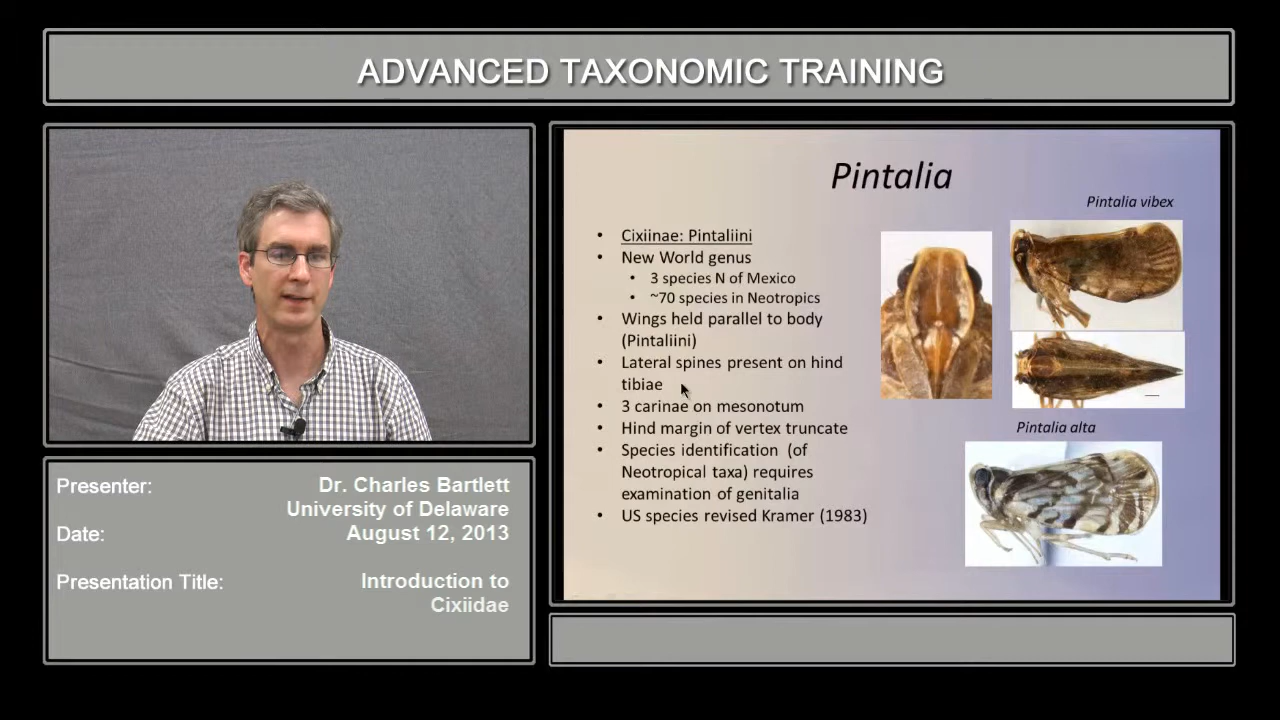 ADVANCED TAXONOMIC TRAINING
Presenter: Dr. Charles Bartlett
University of Delaware
Date: August 12, 2013
Presentation Title: Introduction to
Cixiidae
Pintalia
Pintalia vibex
• Cixiinae: Pintaliini
• New World genus
• 3 species N of Mexico
• ~70 species in Neotropics
• Wings held parallel to body
(Pintaliini)
• Lateral spines present on hind
tibiae
• 3 carinae on mesonotum
• Hind margin of vertex truncate
• Species identification (of
Neotropical taxa) requires
examination of genitalia
• US species revised Kramer (1983)
Pintalia alta